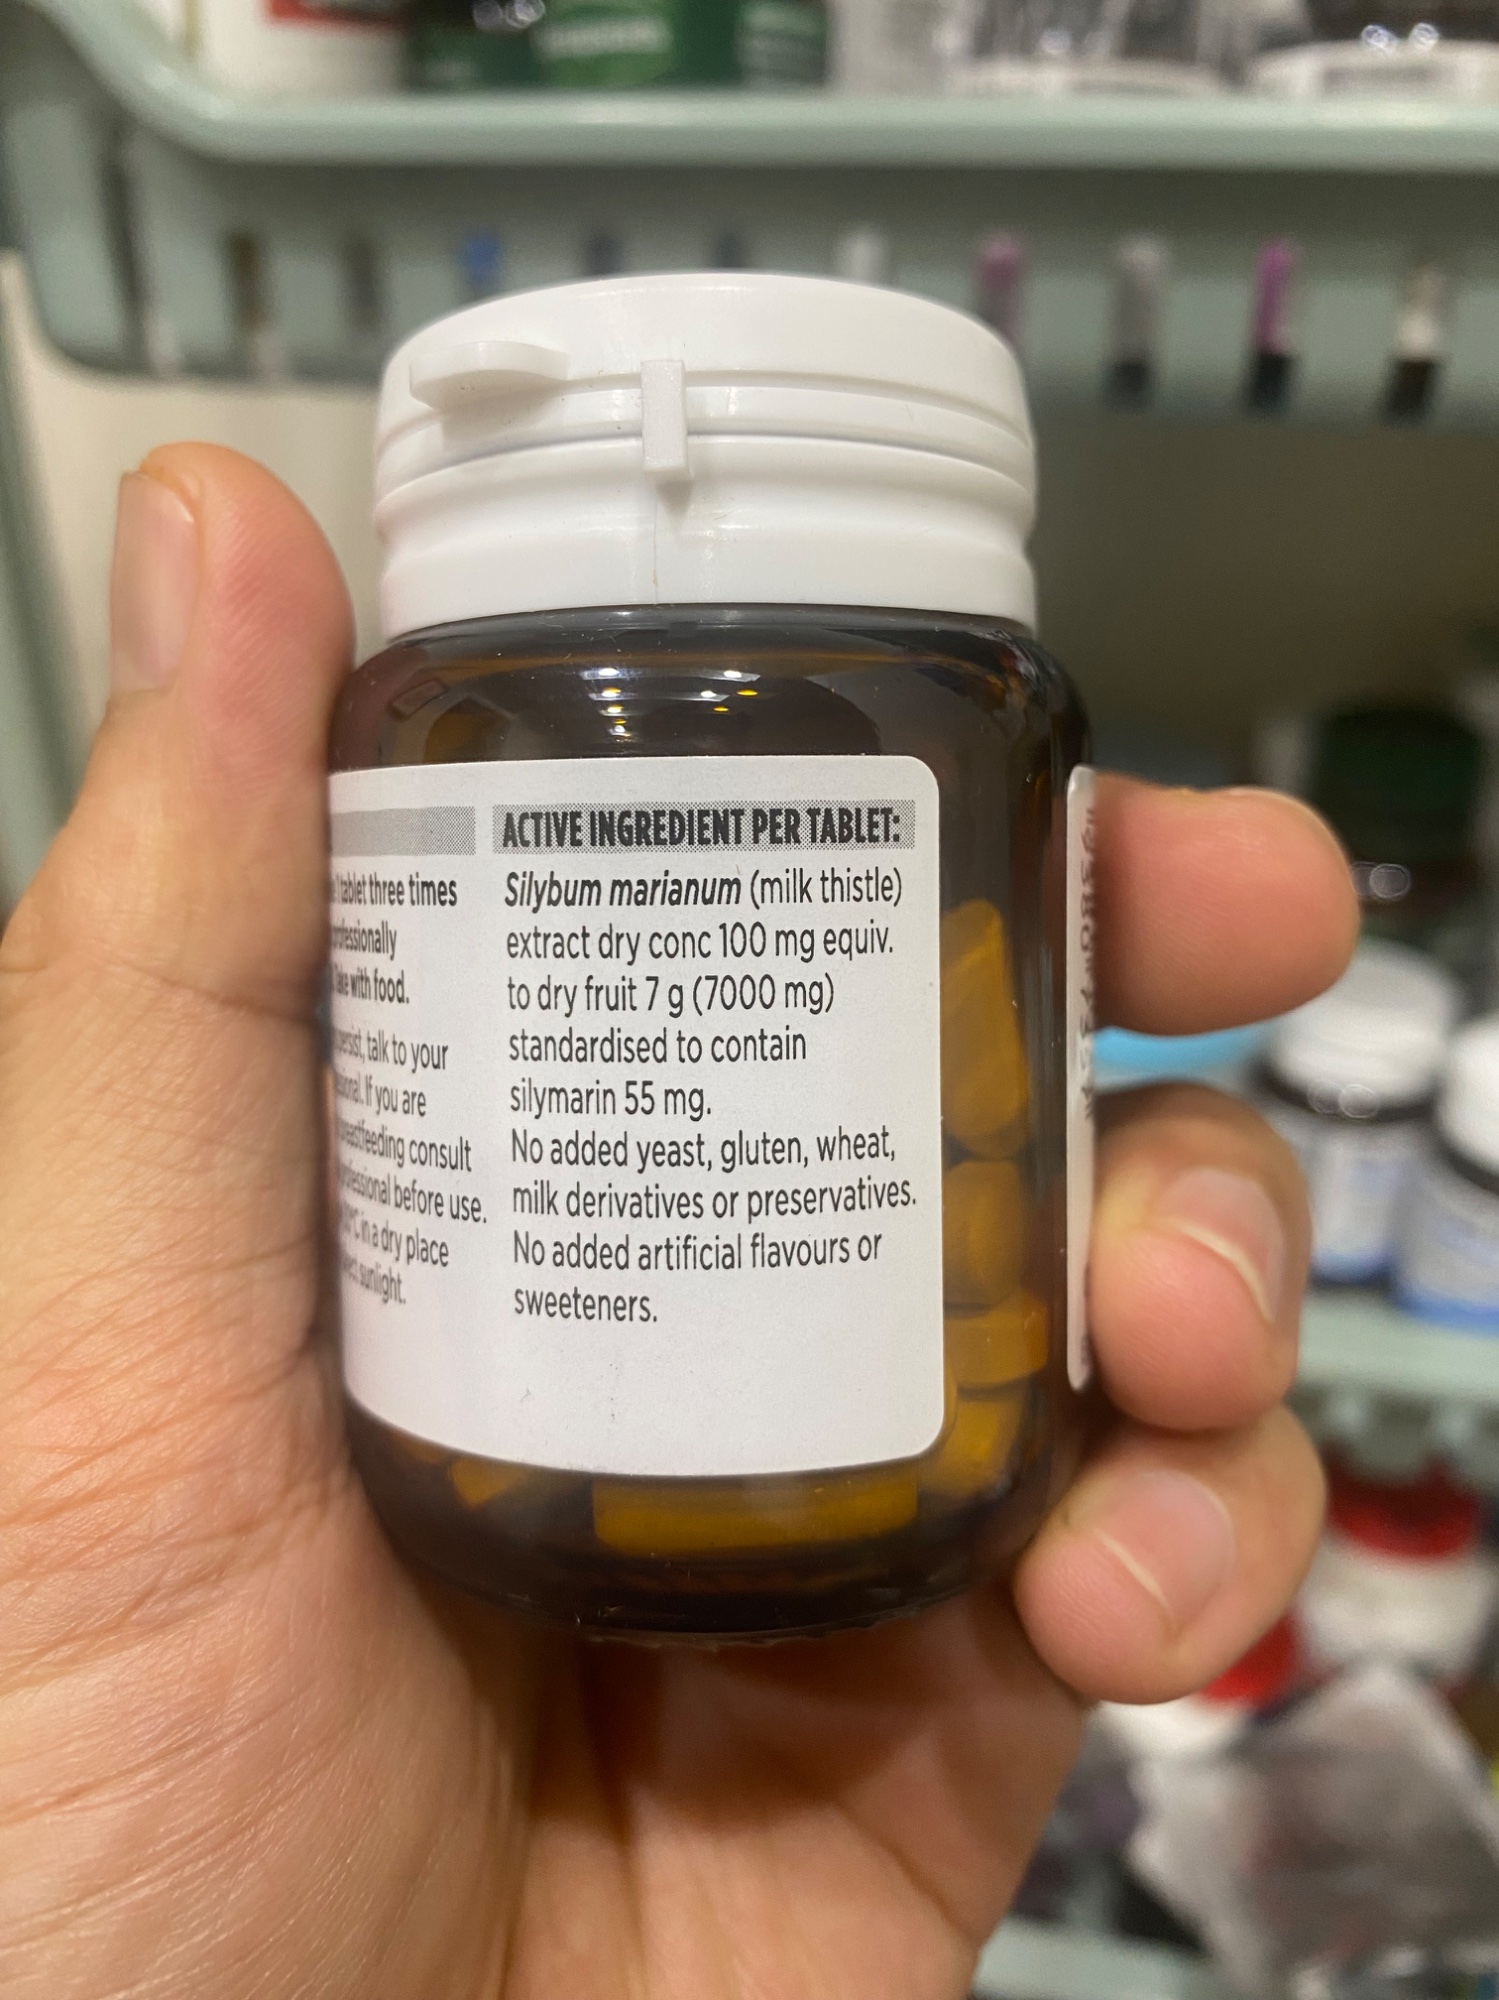 tablet three times
professionally
with food.
persist, talk to your
If you are
breastfeeding consult
professional before use.
in a dry place
sunlight.
ACTIVE INGREDIENT PER TABLET:
Silybum marianum (milk thistle)
extract dry conc 100 mg equiv.
to dry fruit 7 g (7000 mg)
standardised to contain
silymarin 55 mg.
No added yeast, gluten, wheat,
milk derivatives or preservatives.
No added artificial flavours or
sweeteners.